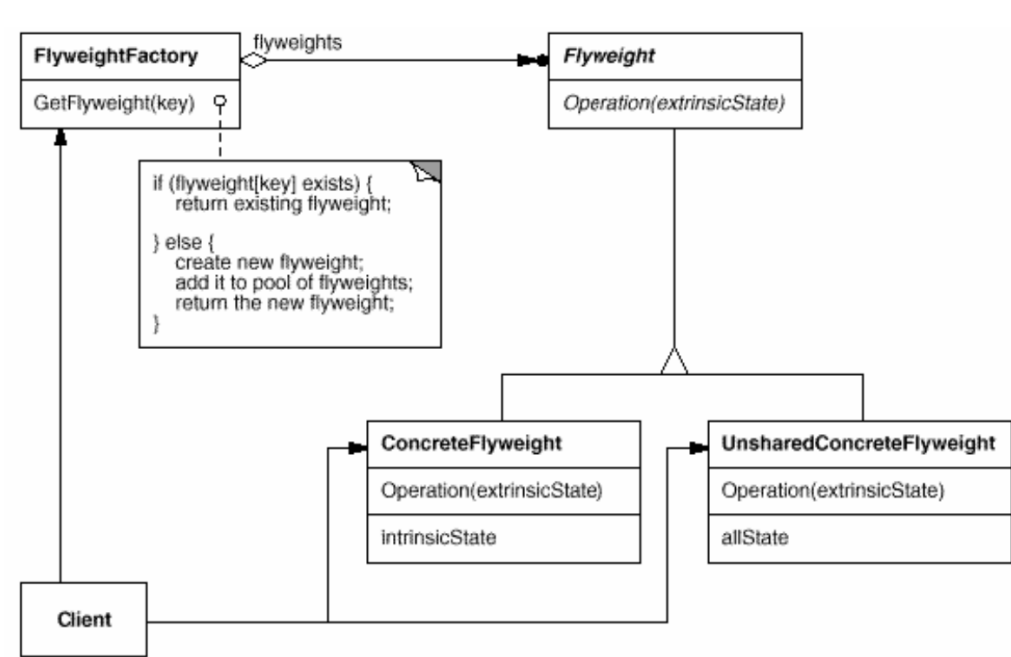 FlyweightFactory
GetFlyweight(key)
flyweights
Flyweight
Operation(extrinsicState)
if (flyweight[key] exists) {
return existing flyweight;
} else {
create new flyweight;
add it to pool of flyweights;
return the new flyweight;
}
ConcreteFlyweight
Operation(extrinsicState)
intrinsicState
UnsharedConcreteFlyweight
Operation(extrinsicState)
allState
Client